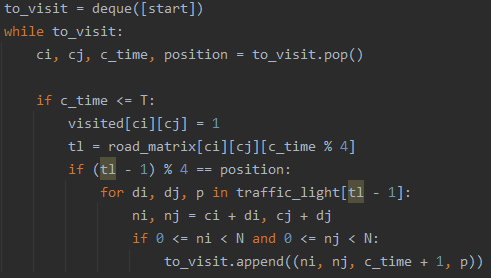 to_visit = deque([start])
while to_visit:
    ci, cj, c_time, position = to_visit.pop()
    if c_time <= T:
        visited[ci][cj] = 1
        tl = road_matrix[ci][cj][c_time % 4]
        if (tl - 1) % 4 == position:
            for di, dj, p in traffic_light[tl - 1]:
                ni, nj = ci + di, cj + dj
                if 0 <= ni < N and 0 <= nj < N:
                    to_visit.append((ni, nj, c_time + 1, p))